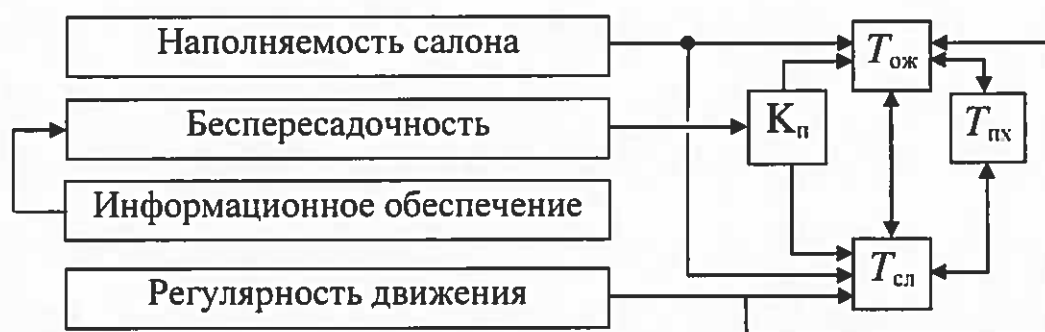 Наполняемость салона
Tож
Беспересадочность
Kп
Tпх
Информационное обеспечение
Tсл
Регулярность движения